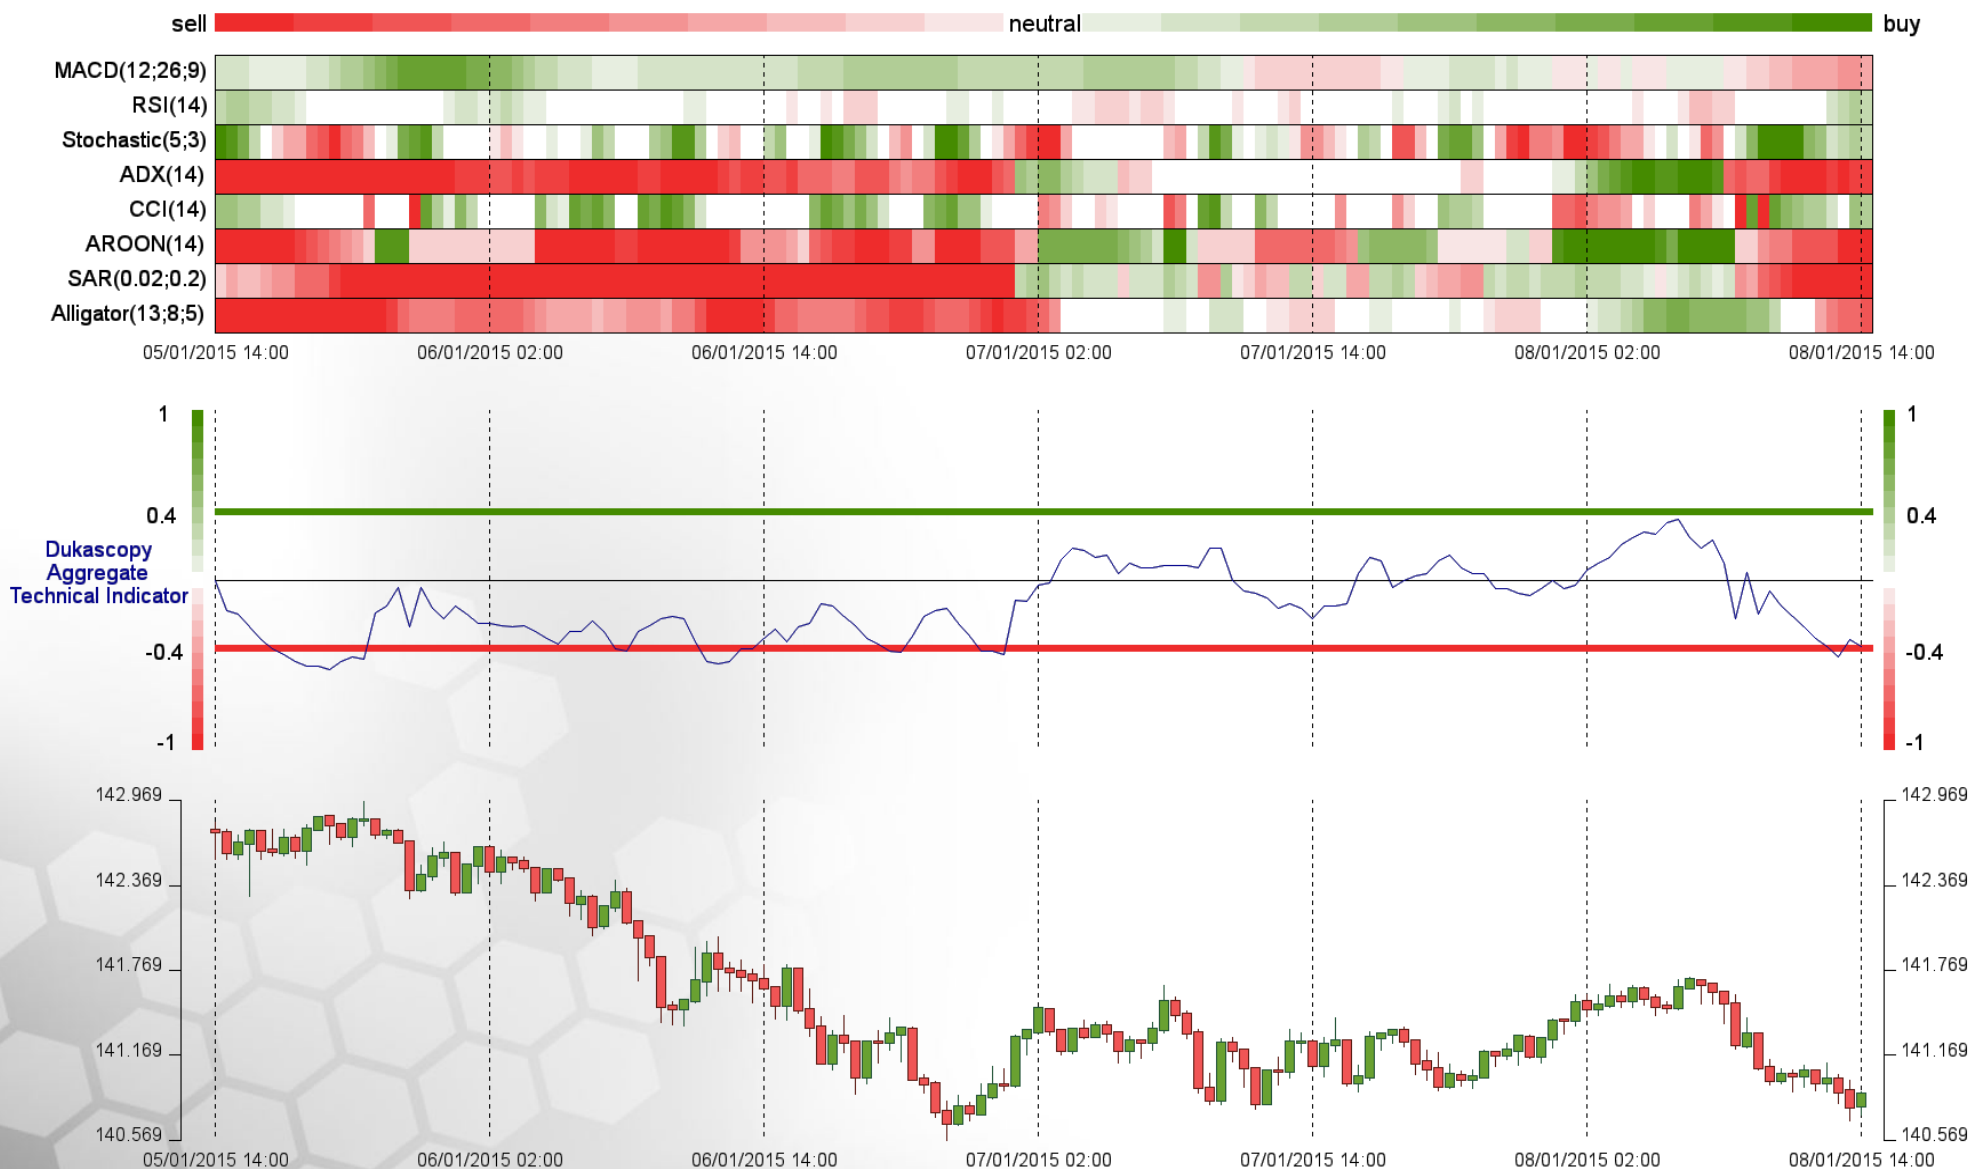 sell neutral buy
MACD(12;26;9)
RSI(14)
Stochastic(5;3)
ADX(14)
CCI(14)
AROON(14)
SAR(0.02;0.2)
Alligator(13;8;5)
05/01/2015 14:00 06/01/2015 02:00 06/01/2015 14:00 07/01/2015 02:00 07/01/2015 14:00 08/01/2015 02:00 08/01/2015 14:00
1 1
0.4 0.4
Dukascopy
Aggregate
Technical Indicator
-0.4 -0.4
-1 -1
142.969 142.969
142.369 142.369
141.769 141.769
141.169 141.169
140.569 140.569
05/01/2015 14:00 06/01/2015 02:00 06/01/2015 14:00 07/01/2015 02:00 07/01/2015 14:00 08/01/2015 02:00 08/01/2015 14:00